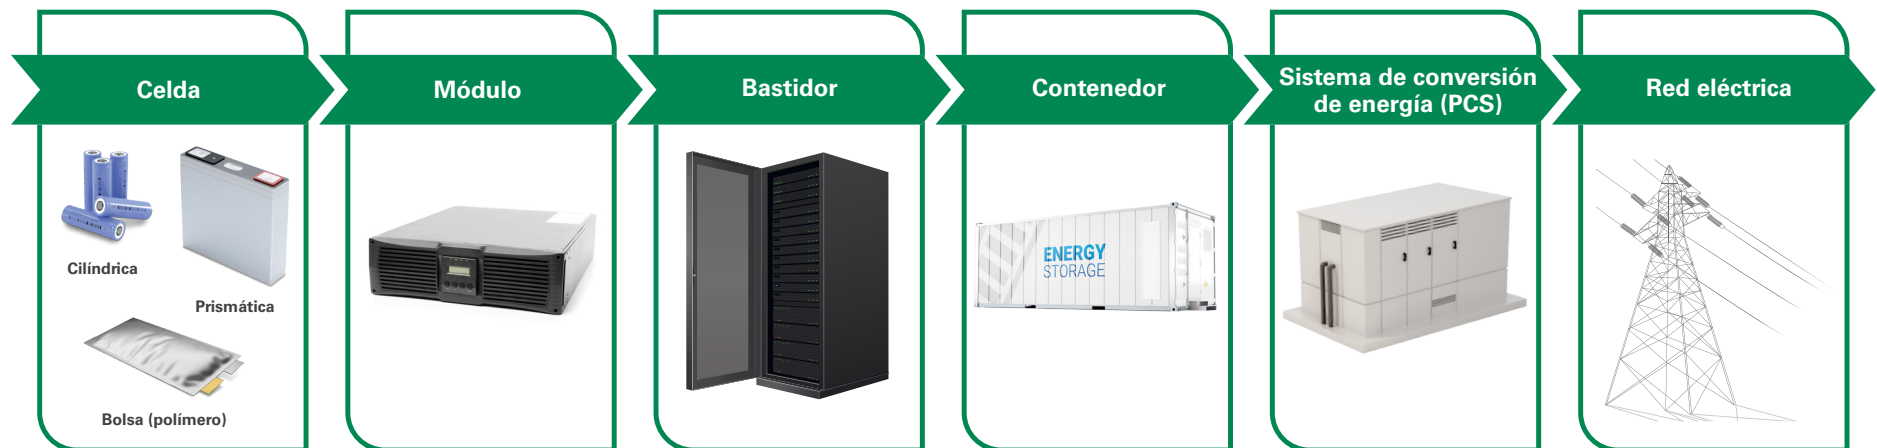 Celda
Módulo
Bastidor
Contenedor
Sistema de conversión
de energía (PCS)
Red eléctrica
Cilíndrica
Prismática
Bolsa (polímero)
ENERGY
STORAGE